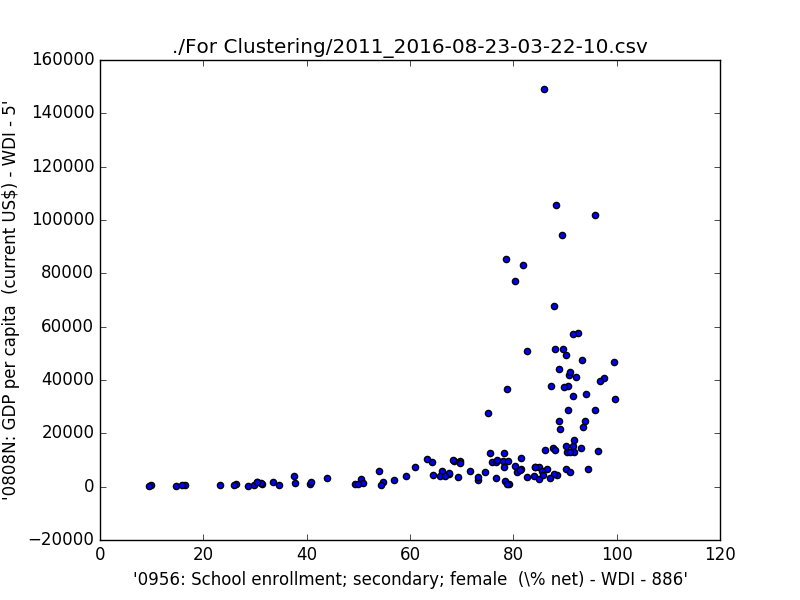 ./For Clustering/2011_2016-08-23-03-22-10.csv
160000
140000
120000
100000
80000
60000
40000
20000
0
−20000
'0808N: GDP per capita  (current US$) - WDI - 5'
0 20 40 60 80 100 120
'0956: School enrollment; secondary; female  (\% net) - WDI - 886'